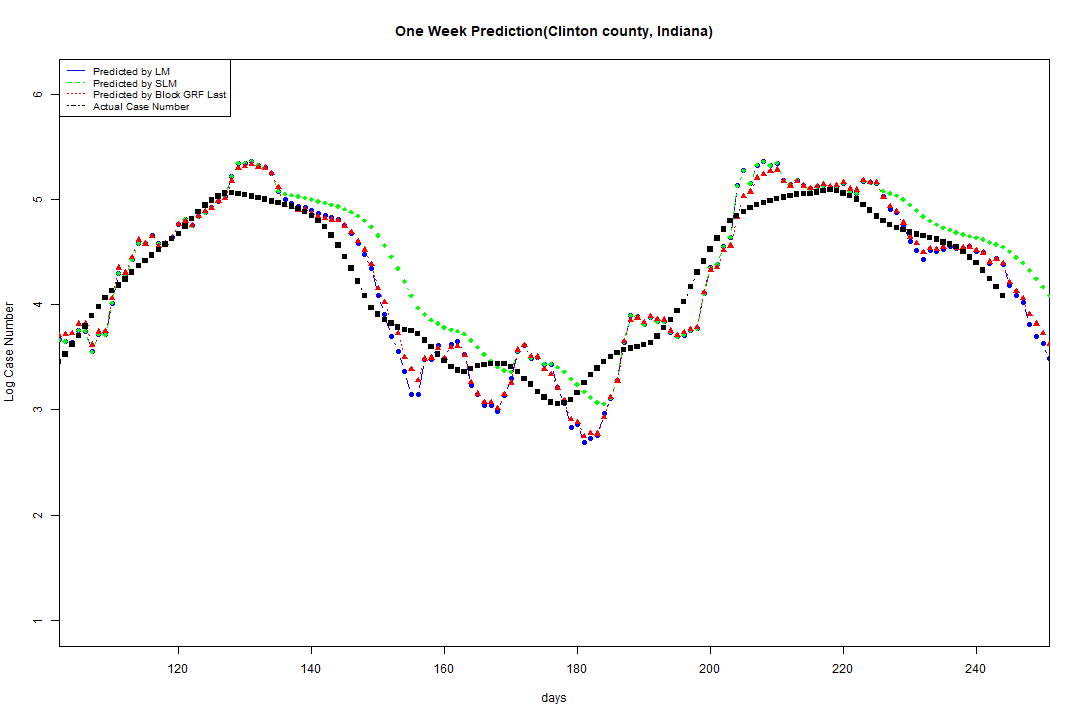 One Week Prediction(Clinton county, Indiana)
Predicted by LM
Predicted by SLM
Predicted by Block GRF Last
Actual Case Number
6
5
4
3
2
1
Log Case Number
120 140 160 180 200 220 240
days